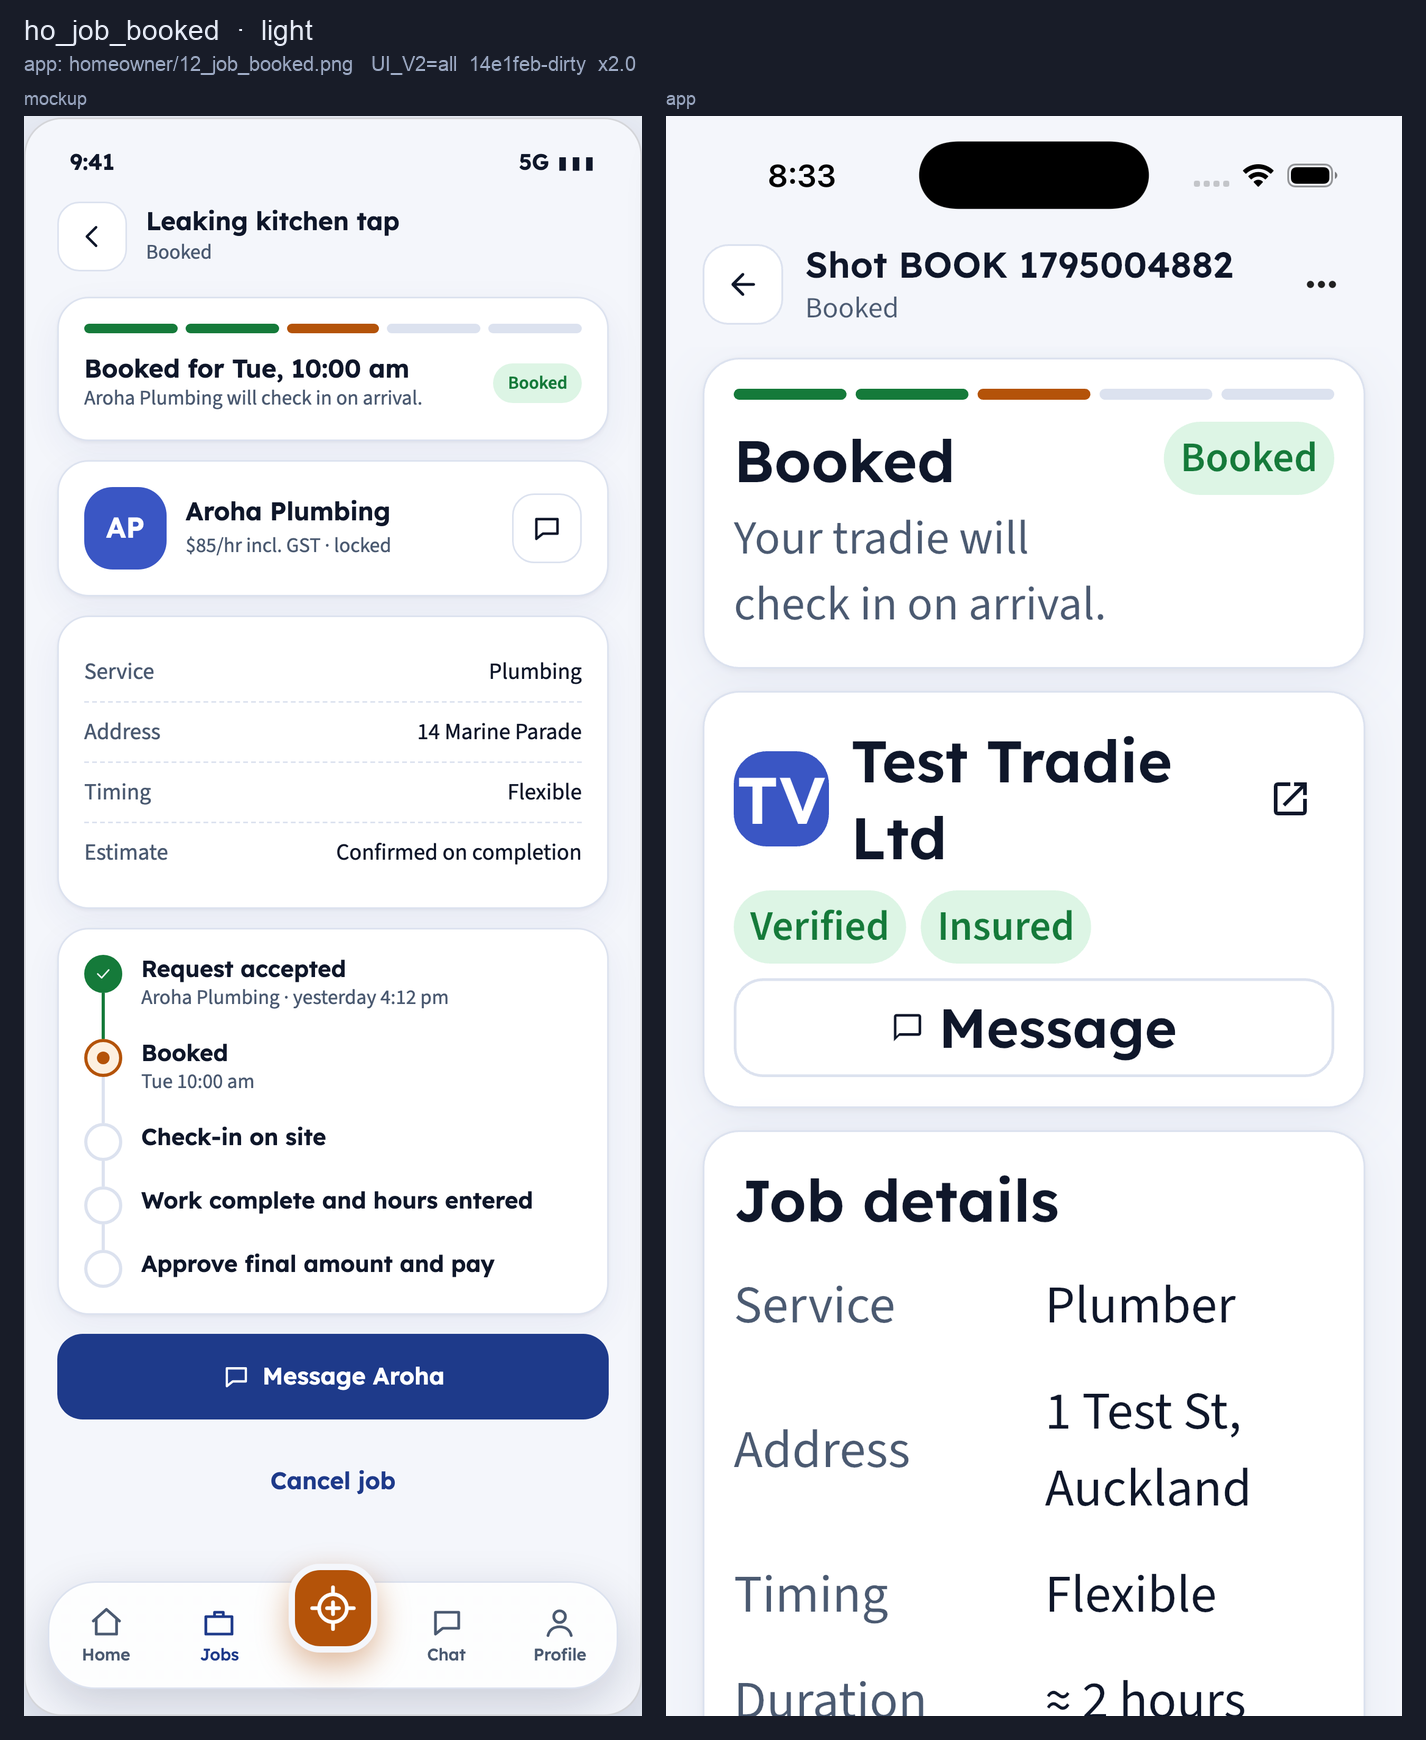 ho_job_booked · light
app: homeowner/12_job_booked.png UI_V2=all 14e1feb-dirty x2.0
mockup
9:41
5G
Leaking kitchen tap
Booked
Booked for Tue, 10:00 am
Aroha Plumbing will check in on arrival.
Booked
AP
Aroha Plumbing
$85/hr incl. GST · locked
Service
Plumbing
Address
14 Marine Parade
Timing
Flexible
Estimate
Confirmed on completion
Request accepted
Aroha Plumbing · yesterday 4:12 pm
Booked
Tue 10:00 am
Check-in on site
Work complete and hours entered
Approve final amount and pay
Message Aroha
Cancel job
Home
Jobs
Chat
Profile
app
8:33
Shot BOOK 1795004882
Booked
Booked
Booked
Your tradie will
check in on arrival.
TV
Test Tradie
Ltd
Verified
Insured
Message
Job details
Service
Plumber
Address
1 Test St,
Auckland
Timing
Flexible
Duration
≈ 2 hours